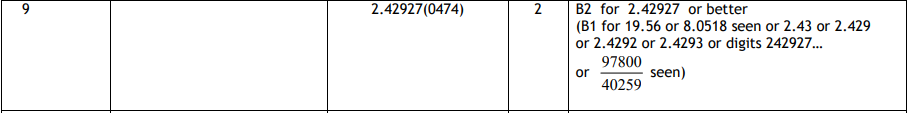 9 2.42927(0474) 2 B2 for 2.42927 or better
(B1 for 19.56 or 8.0518 seen or 2.43 or 2.429
or 2.4292 or 2.4293 or digits 242927...
or 97800/40259 seen)